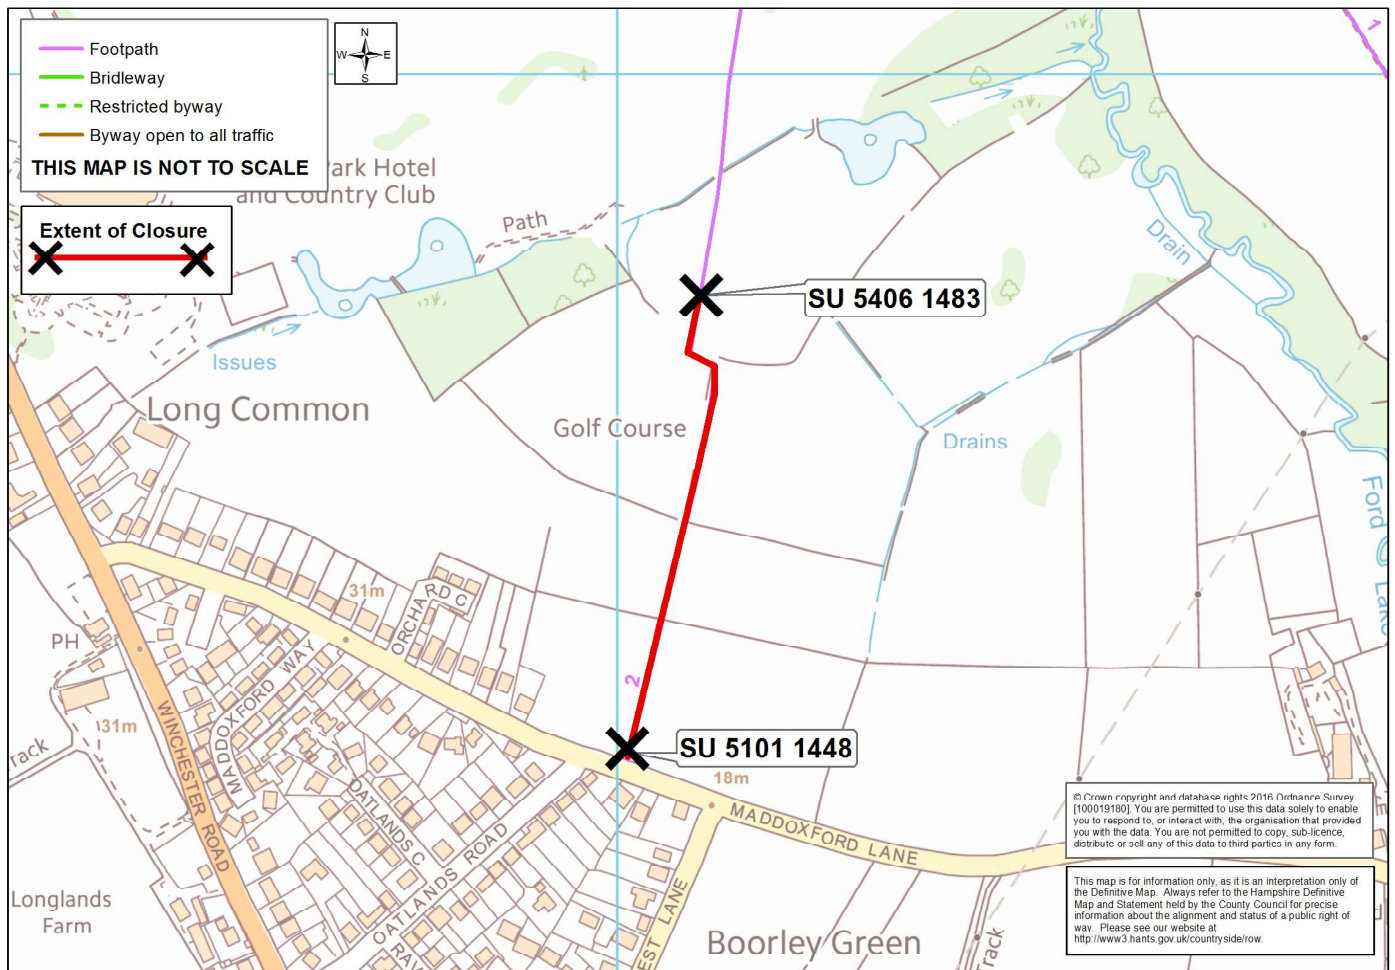 Footpath
Bridleway
Restricted byway
Byway open to all traffic
THIS MAP IS NOT TO SCALE
N
W E
S
1
Park Hotel
and Country Club
Extent of Closure
Path
Drain
SU 5406 1483
Issues
Long Common
Golf Course
Drains
Ford
Lake
31m
ORCHARD C
PH
MADDOXFORD WAY
2
31m
WINCHESTER ROAD
rack
SU 5101 1448
18m
OATLANDS C
OATLANDS ROAD
MADDOXFORD LANE
Longlands
Farm
EST LANE
Boorley Green
rack
© Crown copyright and database rights 2016 Ordnance Survey
[100019180]. You are permitted to use this data solely to enable
you to respond to, or interact with, the organisation that provided
you with the data. You are not permitted to copy, sub-licence,
distribute or sell any of this data to third parties in any form.
This map is for information only, as it is an interpretation only of
the Definitive Map. Always refer to the Hampshire Definitive
Map and Statement held by the County Council for precise
information about the alignment and status of a public right of
way. Please see our website at
http://www3.hants.gov.uk/countryside/row.